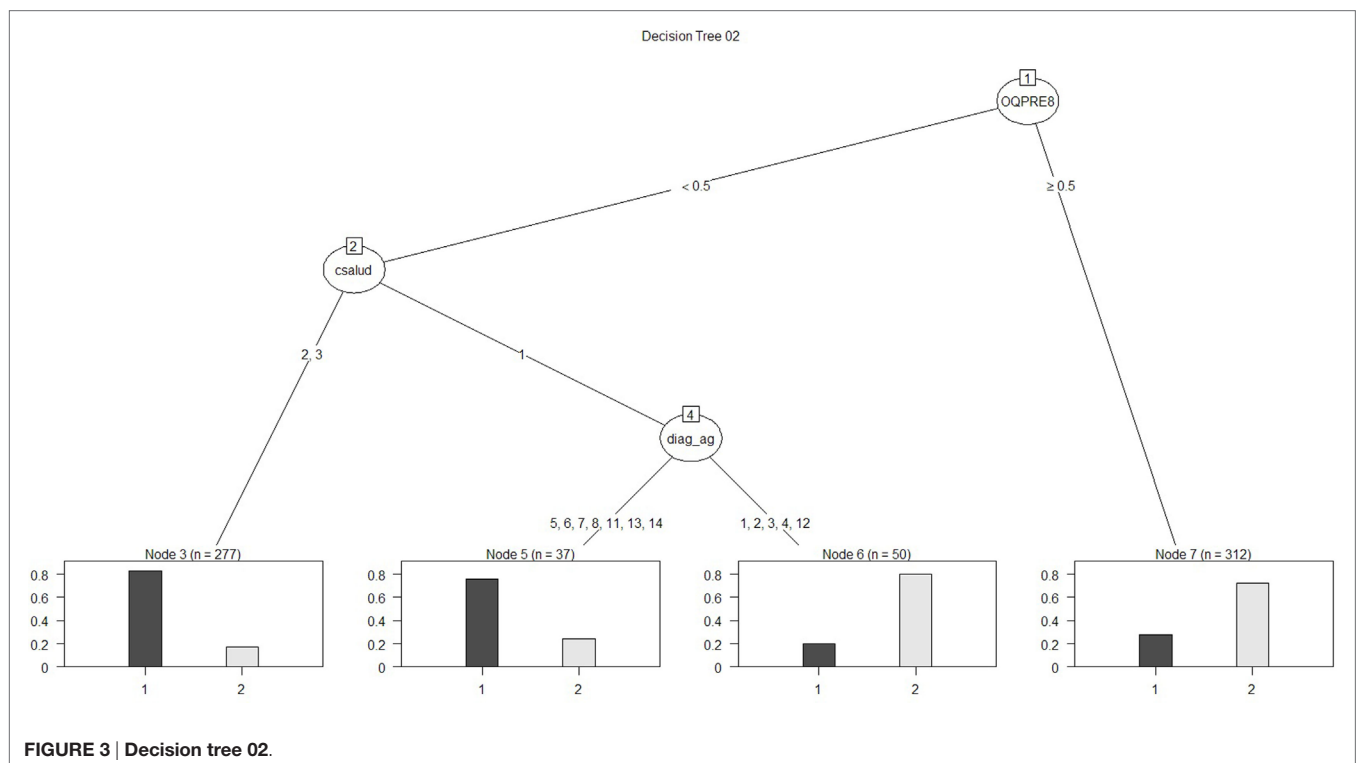 Decision Tree 02
1
OQPRE8
< 0.5
≥ 0.5
2
csalud
2, 3
1
4
diag_ag
5, 6, 7, 8, 11, 13, 14
1, 2, 3, 4, 12
Node 3 (n = 277)
0.8
0.6
0.4
0.2
0
1 2
Node 5 (n = 37)
0.8
0.6
0.4
0.2
0
1 2
Node 6 (n = 50)
0.8
0.6
0.4
0.2
0
1 2
Node 7 (n = 312)
0.8
0.6
0.4
0.2
0
1 2
FIGURE 3 | Decision tree 02.